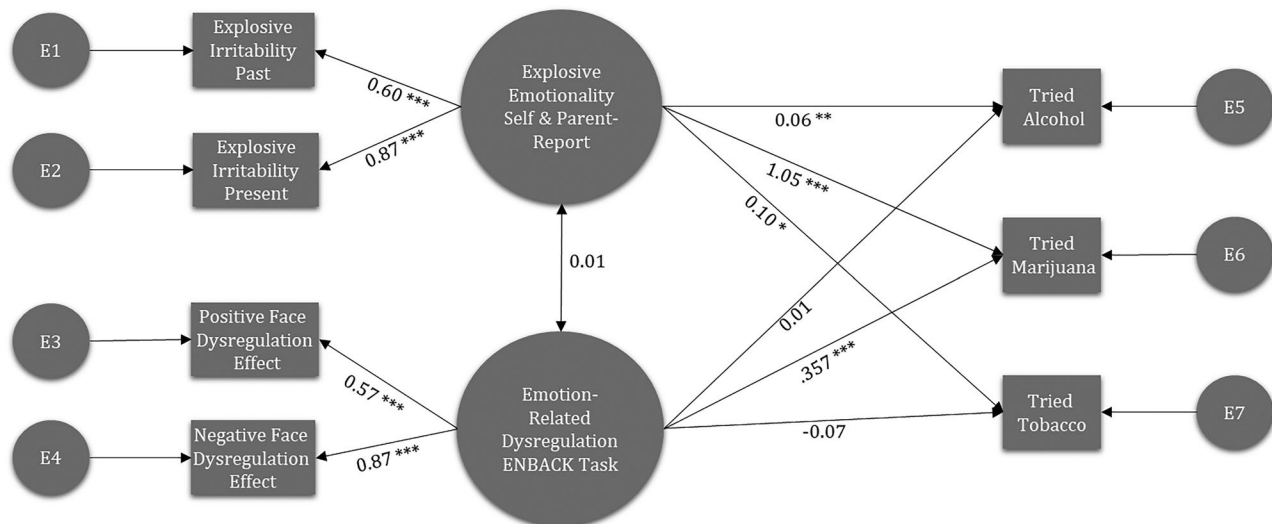 E1
Explosive
Irritability
Past
0.60 ***
E2
Explosive
Irritability
Present
0.87 ***
Explosive
Emotionality
Self & Parent-
Report
0.06 **
1.05 ***
0.10 *
Tried
Alcohol
E5
Tried
Marijuana
E6
0.01
E3
Positive Face
Dysregulation
Effect
0.57 ***
E4
Negative Face
Dysregulation
Effect
0.87 ***
Emotion-
Related
Dysregulation
ENBACK Task
0.01
.357 ***
-0.07
Tried
Tobacco
E7